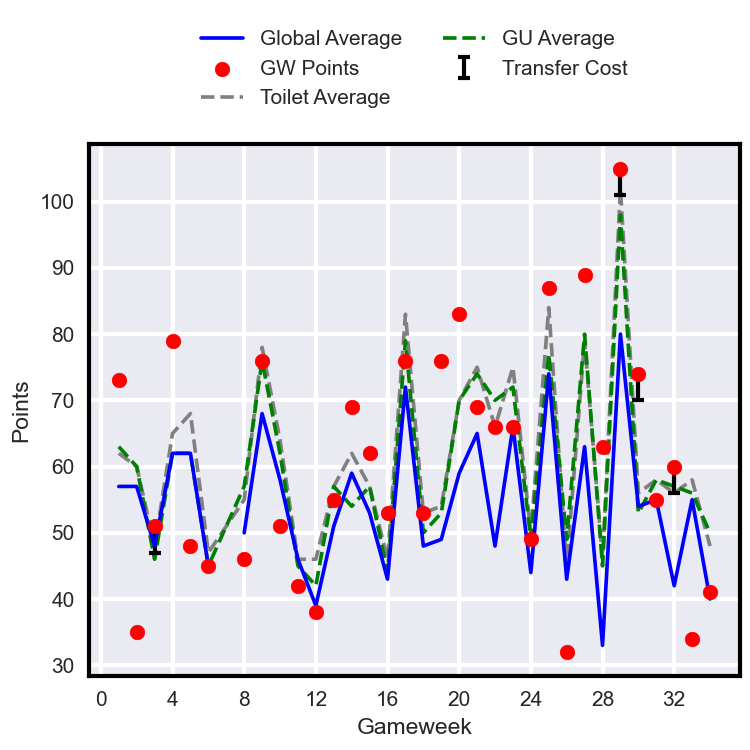 Global Average
GU Average
GW Points
Transfer Cost
Toilet Average
100
90
80
70
60
50
40
30
Points
0 4 8 12 16 20 24 28 32
Gameweek